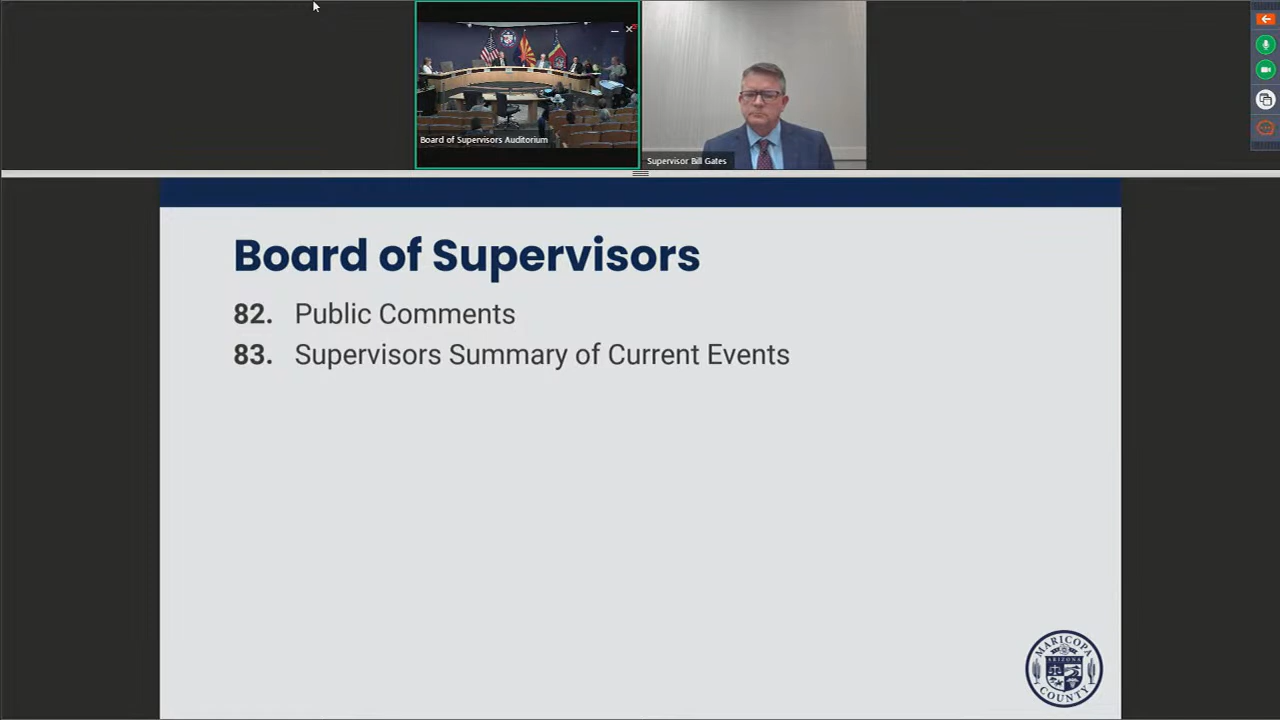 Board of Supervisors Auditorium
Supervisor Bill Gates
Board of Supervisors
82. Public Comments
83. Supervisors Summary of Current Events
MARICOPA
ARIZONA
COUNTY